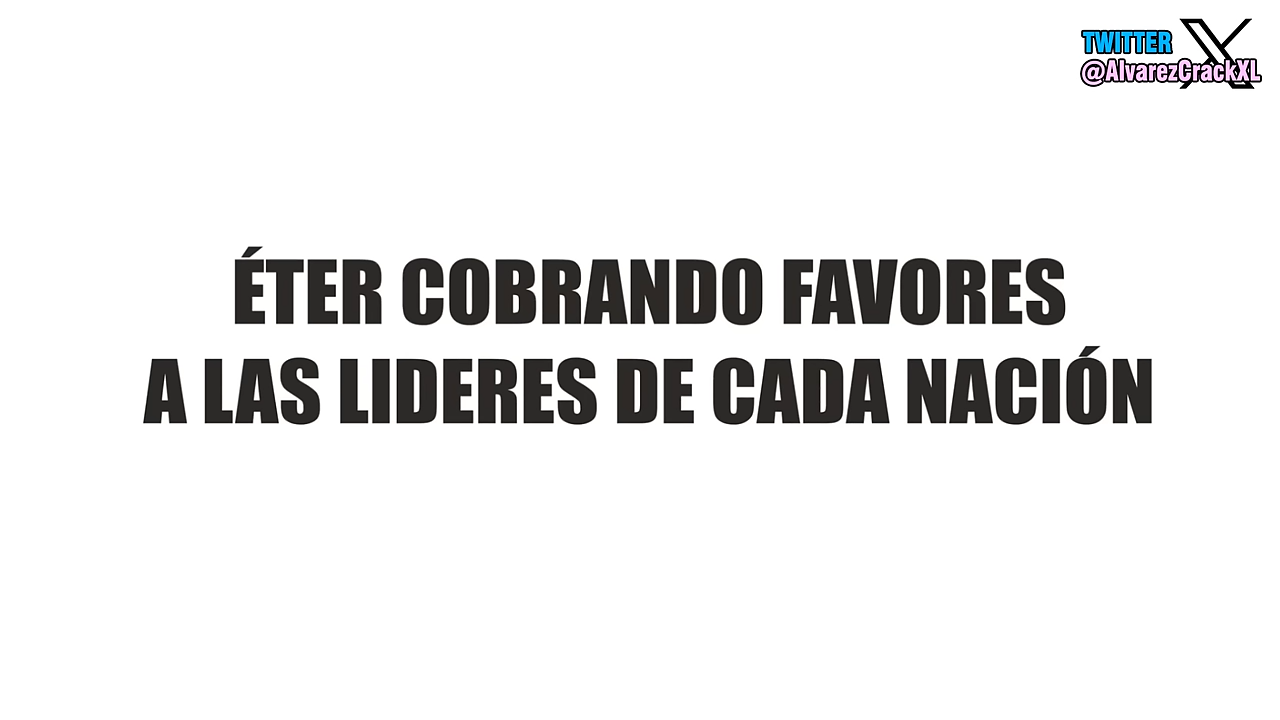 TWITTER
@AlvarezCrackXL
ÉTER COBRANDO FAVORES
A LAS LIDERES DE CADA NACIÓN